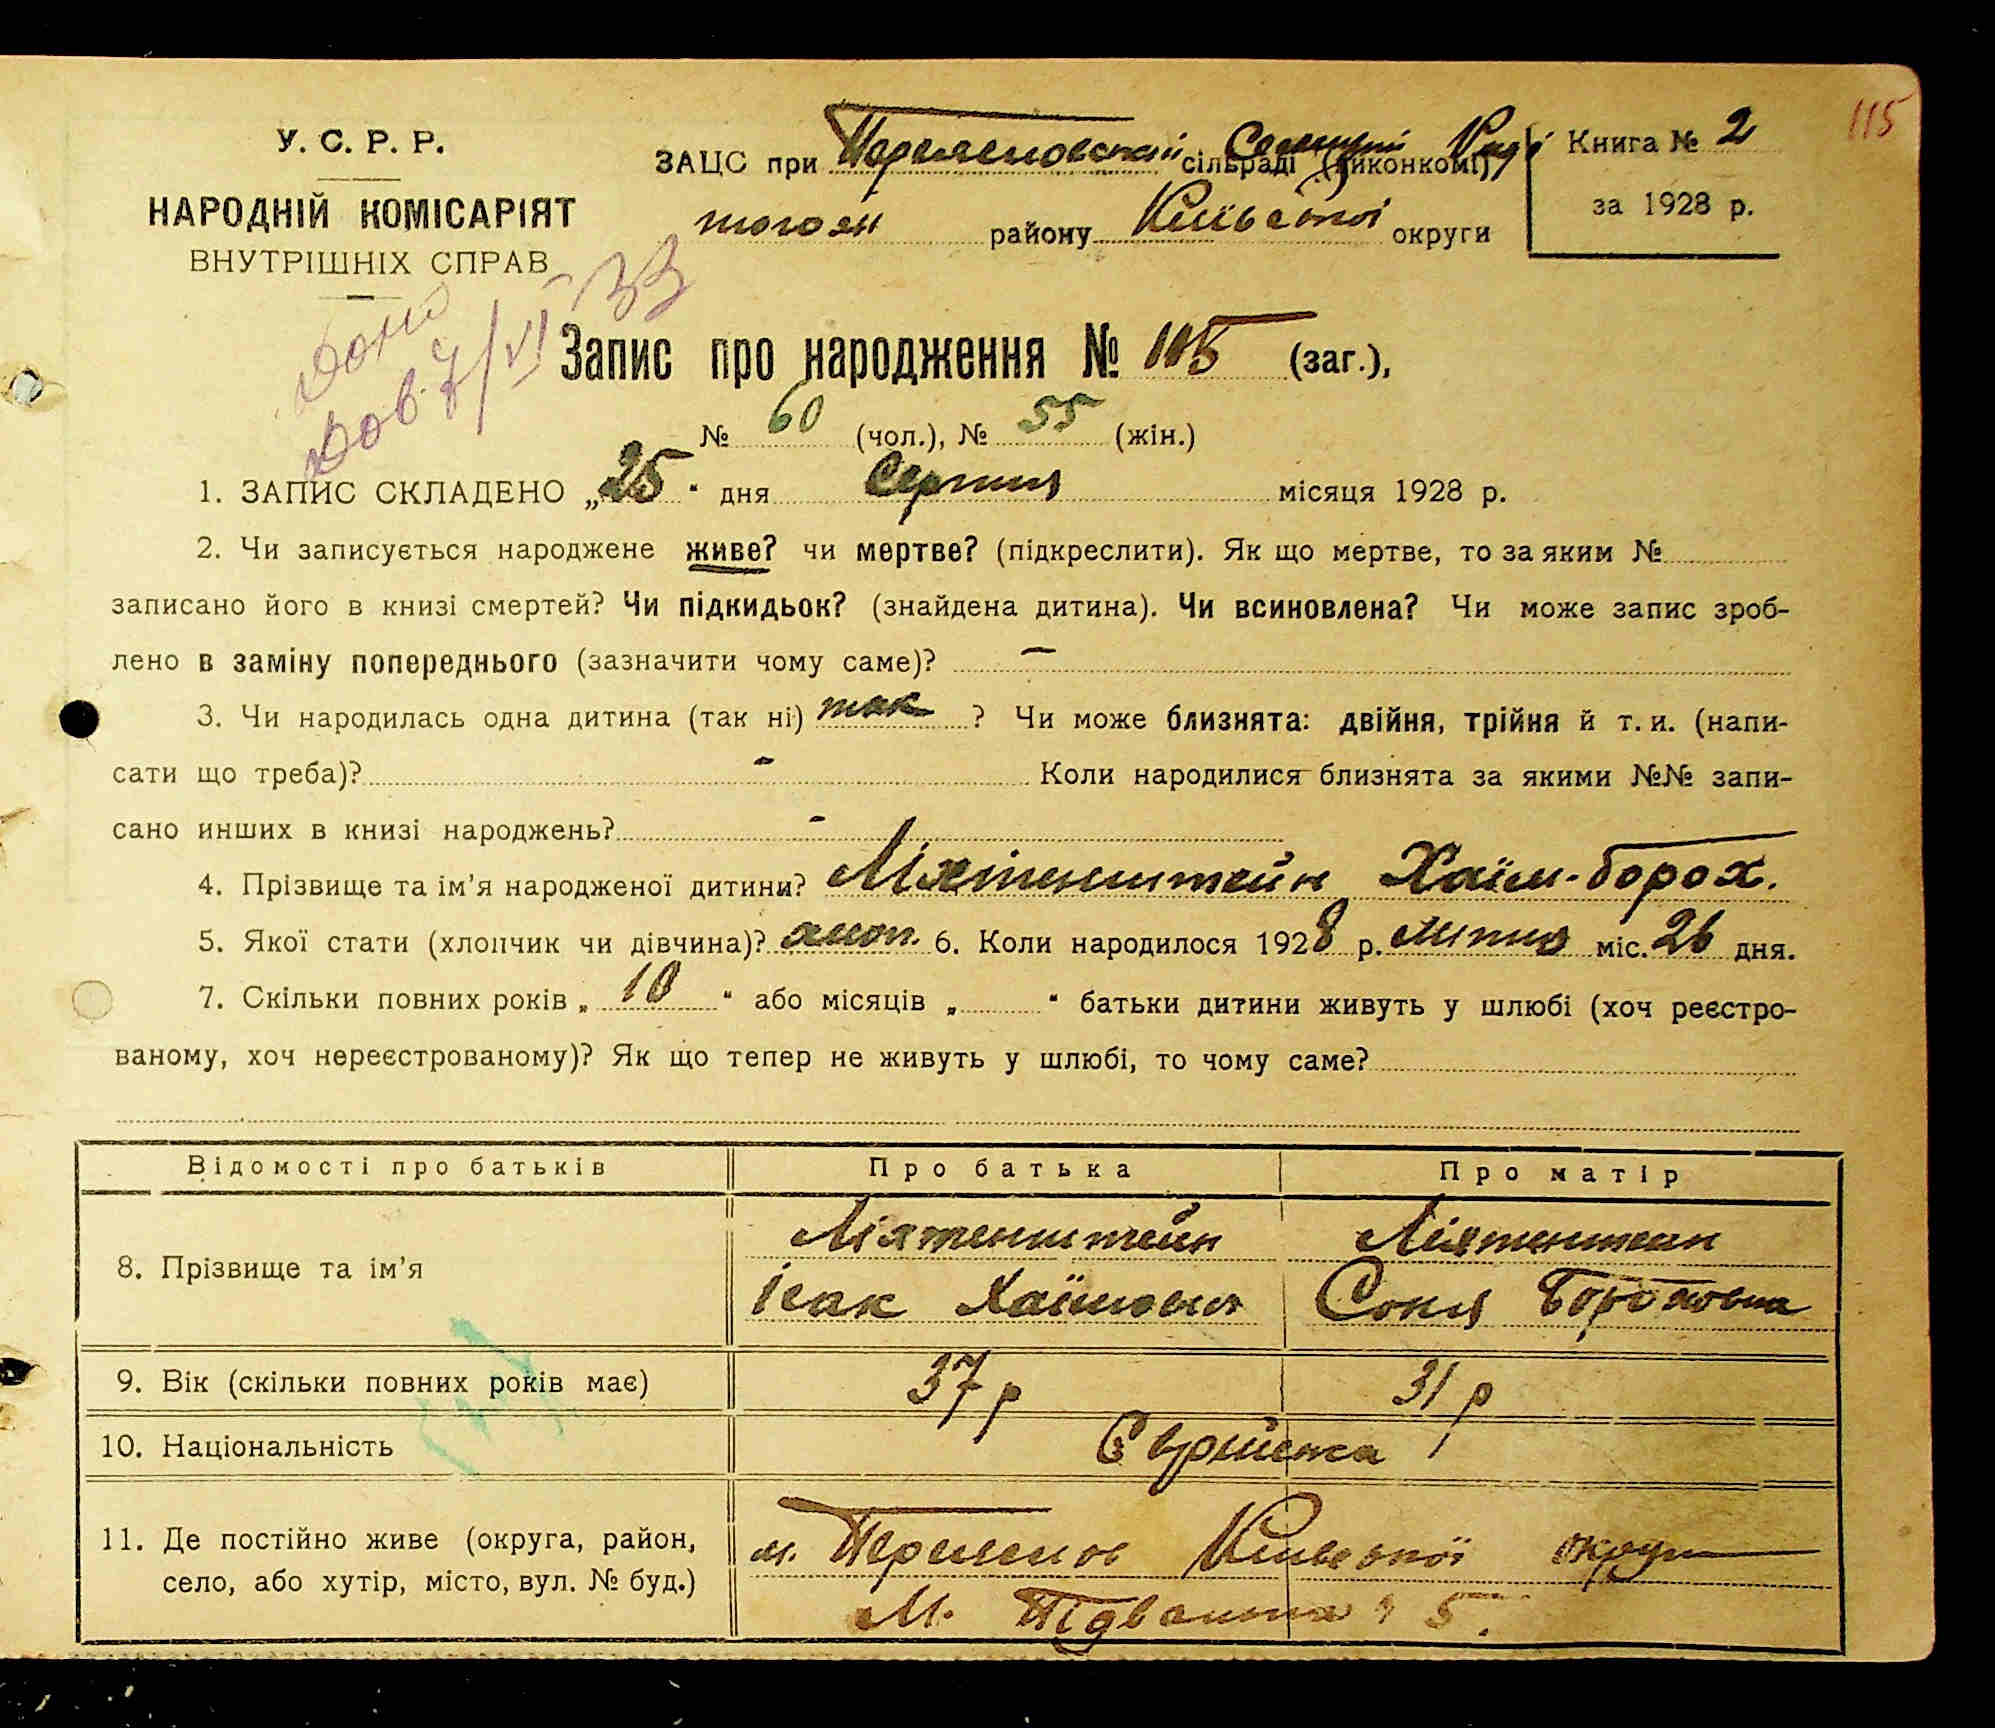 115
У. С. Р. Р.
НАРОДНІЙ КОМІСАРІЯТ
ВНУТРІШНІХ СПРАВ
ЗАЦС при сільраді (виконкомі)
того ж району Київської округи
Книга № 2
за 1928 р.
Дов. 7/VI 33
Запис про народження № 115 (заг.),
№ 60 (чол.), № 55 (жін.)
1. ЗАПИС СКЛАДЕНО „25“ дня Серпня місяця 1928 р.
2. Чи записується народжене живе? чи мертве? (підкреслити). Як що мертве, то за яким №
записано його в книзі смертей? Чи підкидьок? (знайдена дитина). Чи всиновлена? Чи може запис зроб-
лено в заміну попереднього (зазначити чому саме)? —
3. Чи народилась одна дитина (так ні) так ? Чи може близнята: двійня, трійня й т. и. (напи-
сати що треба)? - Коли народилися близнята за якими №№ запи-
сано инших в книзі народжень? -
4. Прізвище та ім'я народженої дитини? Ліхтенштейн Хаїм-Борох.
5. Якої стати (хлопчик чи дівчина)? хлоп. 6. Коли народилося 1928 р. липня міс. 26 дня.
7. Скільки повних років „ 10 “ або місяців „ “ батьки дитини живуть у шлюбі (хоч реєстро-
ваному, хоч нереєстрованому)? Як що тепер не живуть у шлюбі, то чому саме?
Відомості про батьків Про батька Про матір
8. Прізвище та ім'я Ліхтенштейн Ісак Хаїмович Ліхтенштейн Соня Бороховна
9. Вік (скільки повних років має) 37 р 31 р
10. Національність Єврейська
11. Де постійно живе (округа, район,
село, або хутір, місто, вул. № буд.)
м. Київської округи
М. Підвальна 5.